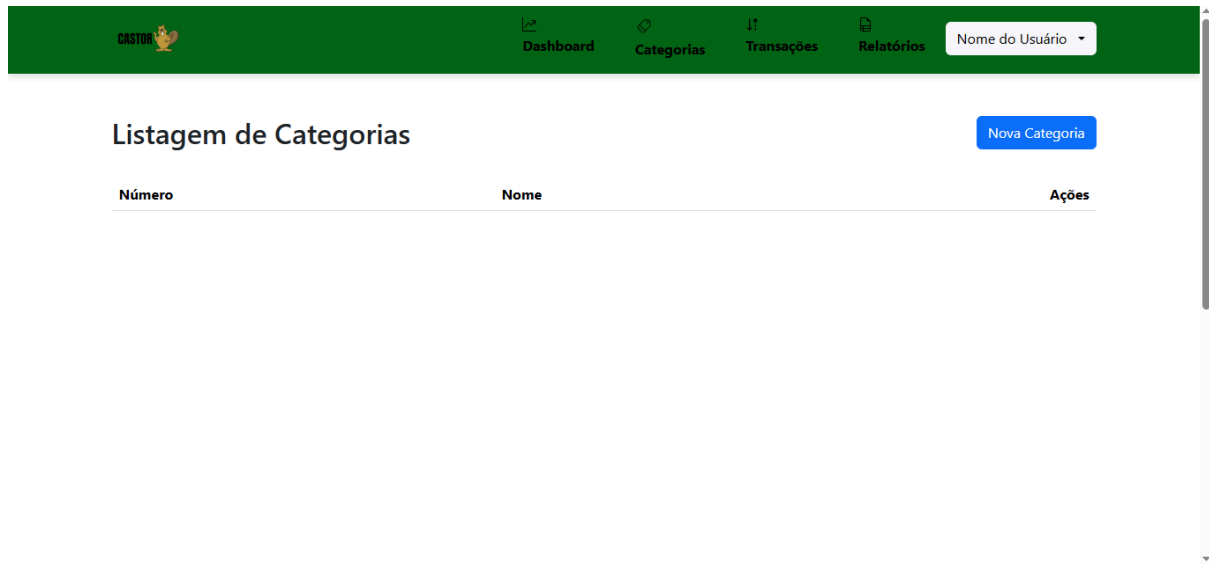 CASTOR
Dashboard
Categorias
Transações
Relatórios
Nome do Usuário
Listagem de Categorias
Nova Categoria
Número Nome Ações